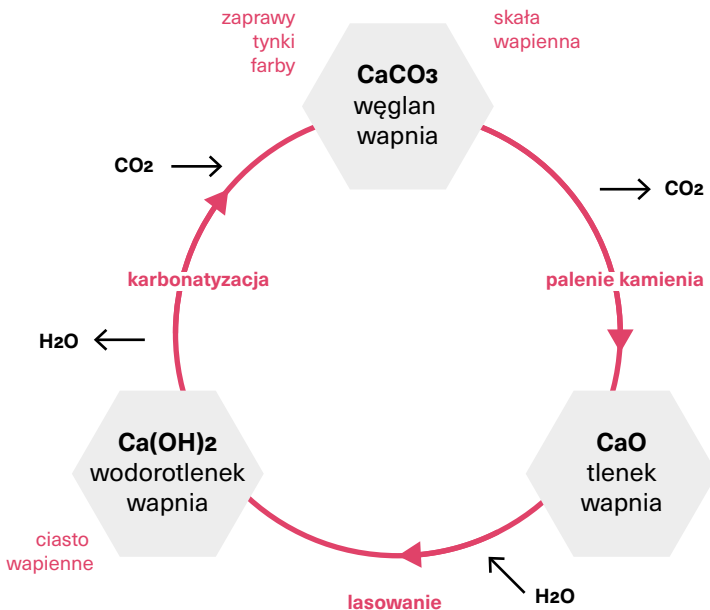 zaprawy
tynki
farby
skała
wapienna
CaCO3
węglan
wapnia
CO2
CO2
karbonatyzacja
palenie kamienia
H2O
Ca(OH)2
wodorotlenek
wapnia
CaO
tlenek
wapnia
ciasto
wapienne
H2O
lasowanie